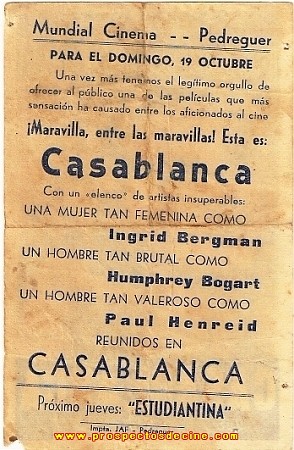 Mundial Cinema -- Pedreguer
PARA EL DOMINGO, 19 OCTUBRE
Una vez más tenemos el legítimo orgullo de
ofrecer al público una de las películas que más
sensación ha causado entre los aficionados al cine
¡Maravilla, entre las maravillas! Esta es:
Casablanca
Con un «elenco» de artistas insuperables:
UNA MUJER TAN FEMENINA COMO
Ingrid Bergman
UN HOMBRE TAN BRUTAL COMO
Humphrey Bogart
UN HOMBRE TAN VALEROSO COMO
Paul Henreid
REUNIDOS EN
CASABLANCA
Próximo jueves: "ESTUDIANTINA"
www.prospectosdecine.com
Impta. JAF - Pedreguer